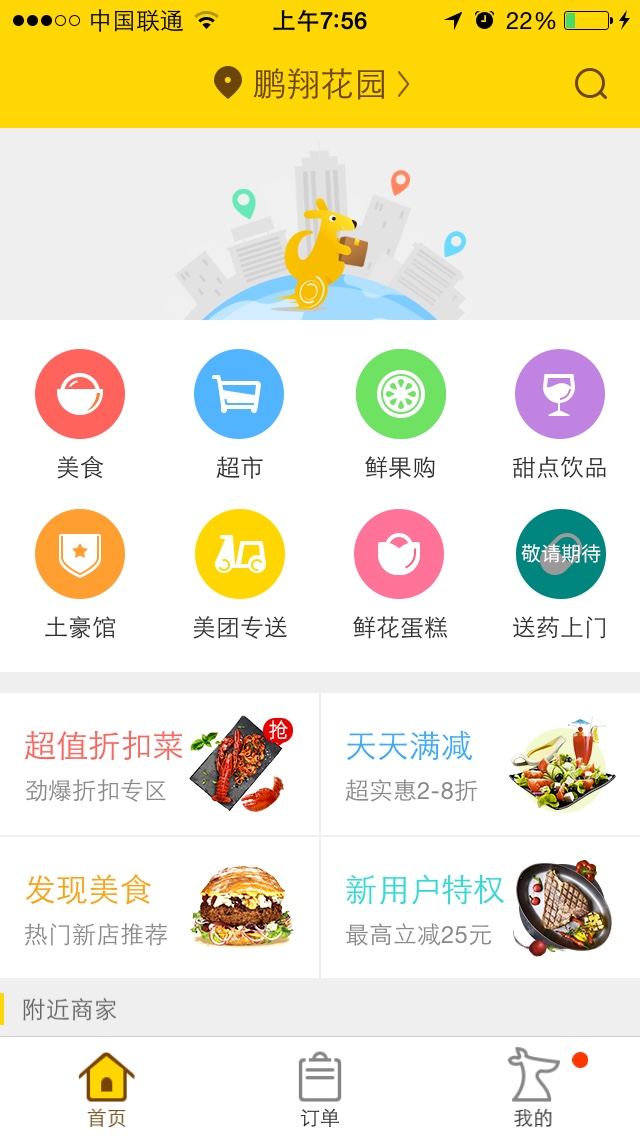 中国联通 上午7:56 22%
鹏翔花园
美食 超市 鲜果购 甜点饮品
敬请期待
土豪馆 美团专送 鲜花蛋糕 送药上门
超值折扣菜 抢 天天满减
劲爆折扣专区 超实惠2-8折
发现美食 新用户特权
热门新店推荐 最高立减25元
附近商家
首页 订单 我的